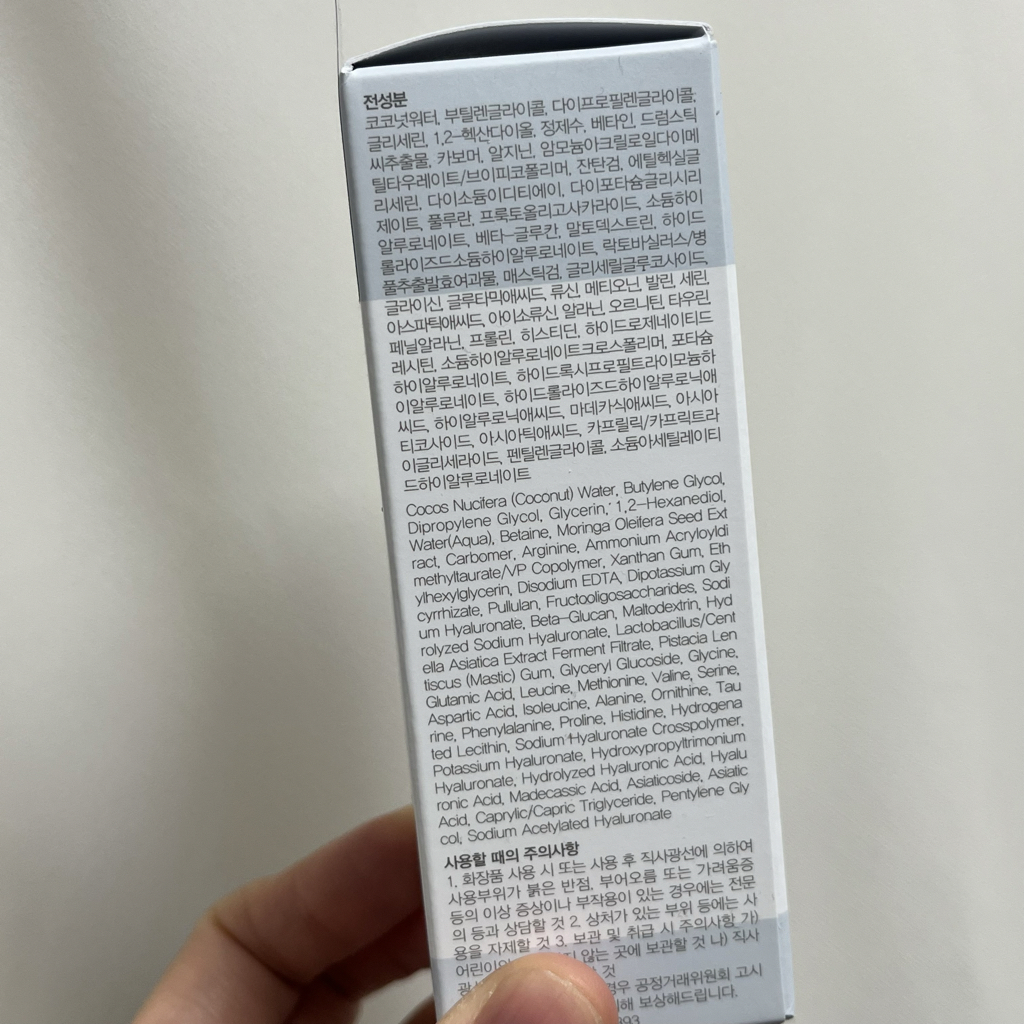 전성분
코코넛워터, 부틸렌글라이콜, 다이프로필렌글라이콜,
글리세린, 1,2-헥산다이올, 정제수, 베타인, 드럼스틱
씨추출물, 카보머, 알지닌, 암모늄아크릴로일다이메
틸타우레이트/브이피코폴리머, 잔탄검, 에틸헥실글
리세린, 다이소듐이디티에이, 다이포타슘글리시리
제이트, 풀루란, 프룩토올리고사카라이드, 소듐하이
알루로네이트, 베타-글루칸, 말토덱스트린, 하이드
롤라이즈드소듐하이알루로네이트, 락토바실러스/병
풀추출발효여과물, 매스틱검, 글리세릴글루코사이드,
글라이신, 글루타믹애씨드, 류신, 메티오닌, 발린, 세린,
아스파틱애씨드, 아이소류신, 알라닌, 오르니틴, 타우린,
페닐알라닌, 프롤린, 히스티딘, 하이드로제네이티드
레시틴, 소듐하이알루로네이트크로스폴리머, 포타슘
하이알루로네이트, 하이드록시프로필트라이모늄하
이알루로네이트, 하이드롤라이즈드하이알루로닉애
씨드, 하이알루로닉애씨드, 마데카식애씨드, 아시아
티코사이드, 아시아틱애씨드, 카프릴릭/카프릭트라
이글리세라이드, 펜틸렌글라이콜, 소듐아세틸레이티
드하이알루로네이트
Cocos Nucifera (Coconut) Water, Butylene Glycol,
Dipropylene Glycol, Glycerin, 1,2-Hexanediol,
Water(Aqua), Betaine, Moringa Oleifera Seed Ext
ract, Carbomer, Arginine, Ammonium Acryloyldi
methyltaurate/VP Copolymer, Xanthan Gum, Eth
ylhexylglycerin, Disodium EDTA, Dipotassium Gly
cyrrhizate, Pullulan, Fructooligosaccharides, Sodi
um Hyaluronate, Beta-Glucan, Maltodextrin, Hyd
rolyzed Sodium Hyaluronate, Lactobacillus/Cent
ella Asiatica Extract Ferment Filtrate, Pistacia Len
tiscus (Mastic) Gum, Glyceryl Glucoside, Glycine,
Glutamic Acid, Leucine, Methionine, Valine, Serine,
Aspartic Acid, Isoleucine, Alanine, Ornithine, Tau
rine, Phenylalanine, Proline, Histidine, Hydrogena
ted Lecithin, Sodium Hyaluronate Crosspolymer,
Potassium Hyaluronate, Hydroxypropyltrimonium
Hyaluronate, Hydrolyzed Hyaluronic Acid, Hyalu
ronic Acid, Madecassic Acid, Asiaticoside, Asiatic
Acid, Caprylic/Capric Triglyceride, Pentylene Gly
col, Sodium Acetylated Hyaluronate
사용할 때의 주의사항
1. 화장품 사용 시 또는 사용 후 직사광선에 의하여
사용부위가 붉은 반점, 부어오름 또는 가려움증
등의 이상 증상이나 부작용이 있는 경우에는 전문
의 등과 상담할 것 2. 상처가 있는 부위 등에는 사
용을 자제할 것 3. 보관 및 취급 시 주의사항 가)
않는 곳에 보관할 것 나) 직사
것
경우 공정거래위원회 고시
보상해드립니다.